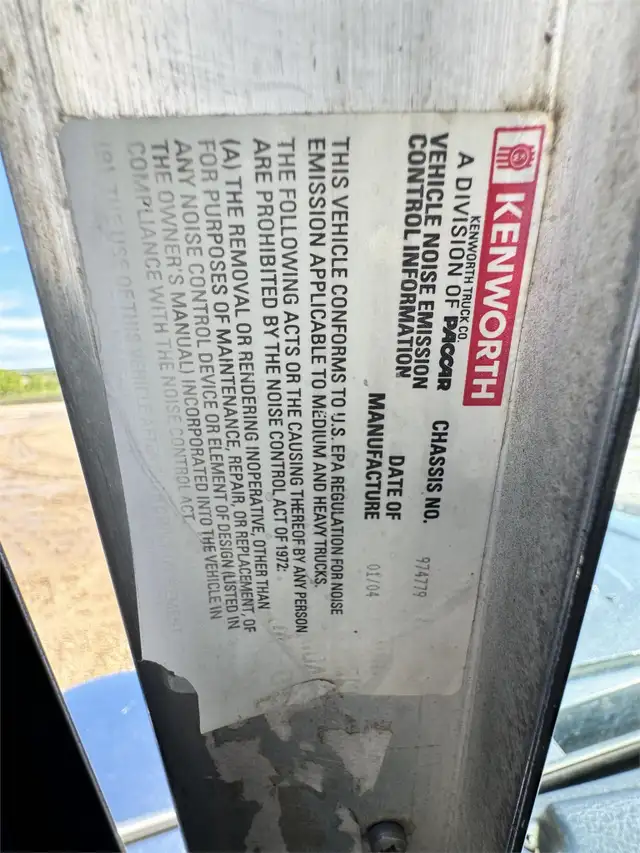 KENWORTH
KENWORTH TRUCK CO.
A DIVISION OF PACCAR
VEHICLE NOISE EMISSION
CONTROL INFORMATION
CHASSIS NO. 974779
DATE OF
MANUFACTURE 01/04
THIS VEHICLE CONFORMS TO U.S. EPA REGULATION FOR NOISE
EMISSION APPLICABLE TO MEDIUM AND HEAVY TRUCKS.
THE FOLLOWING ACTS OR THE CAUSING THEREOF BY ANY PERSON
ARE PROHIBITED BY THE NOISE CONTROL ACT OF 1972:
(A) THE REMOVAL OR RENDERING INOPERATIVE, OTHER THAN
FOR PURPOSES OF MAINTENANCE, REPAIR, OR REPLACEMENT, OF
ANY NOISE CONTROL DEVICE OR ELEMENT OF DESIGN (LISTED IN
THE OWNER'S MANUAL) INCORPORATED INTO THE VEHICLE IN
COMPLIANCE WITH THE NOISE CONTROL ACT.
THE USE OF THIS